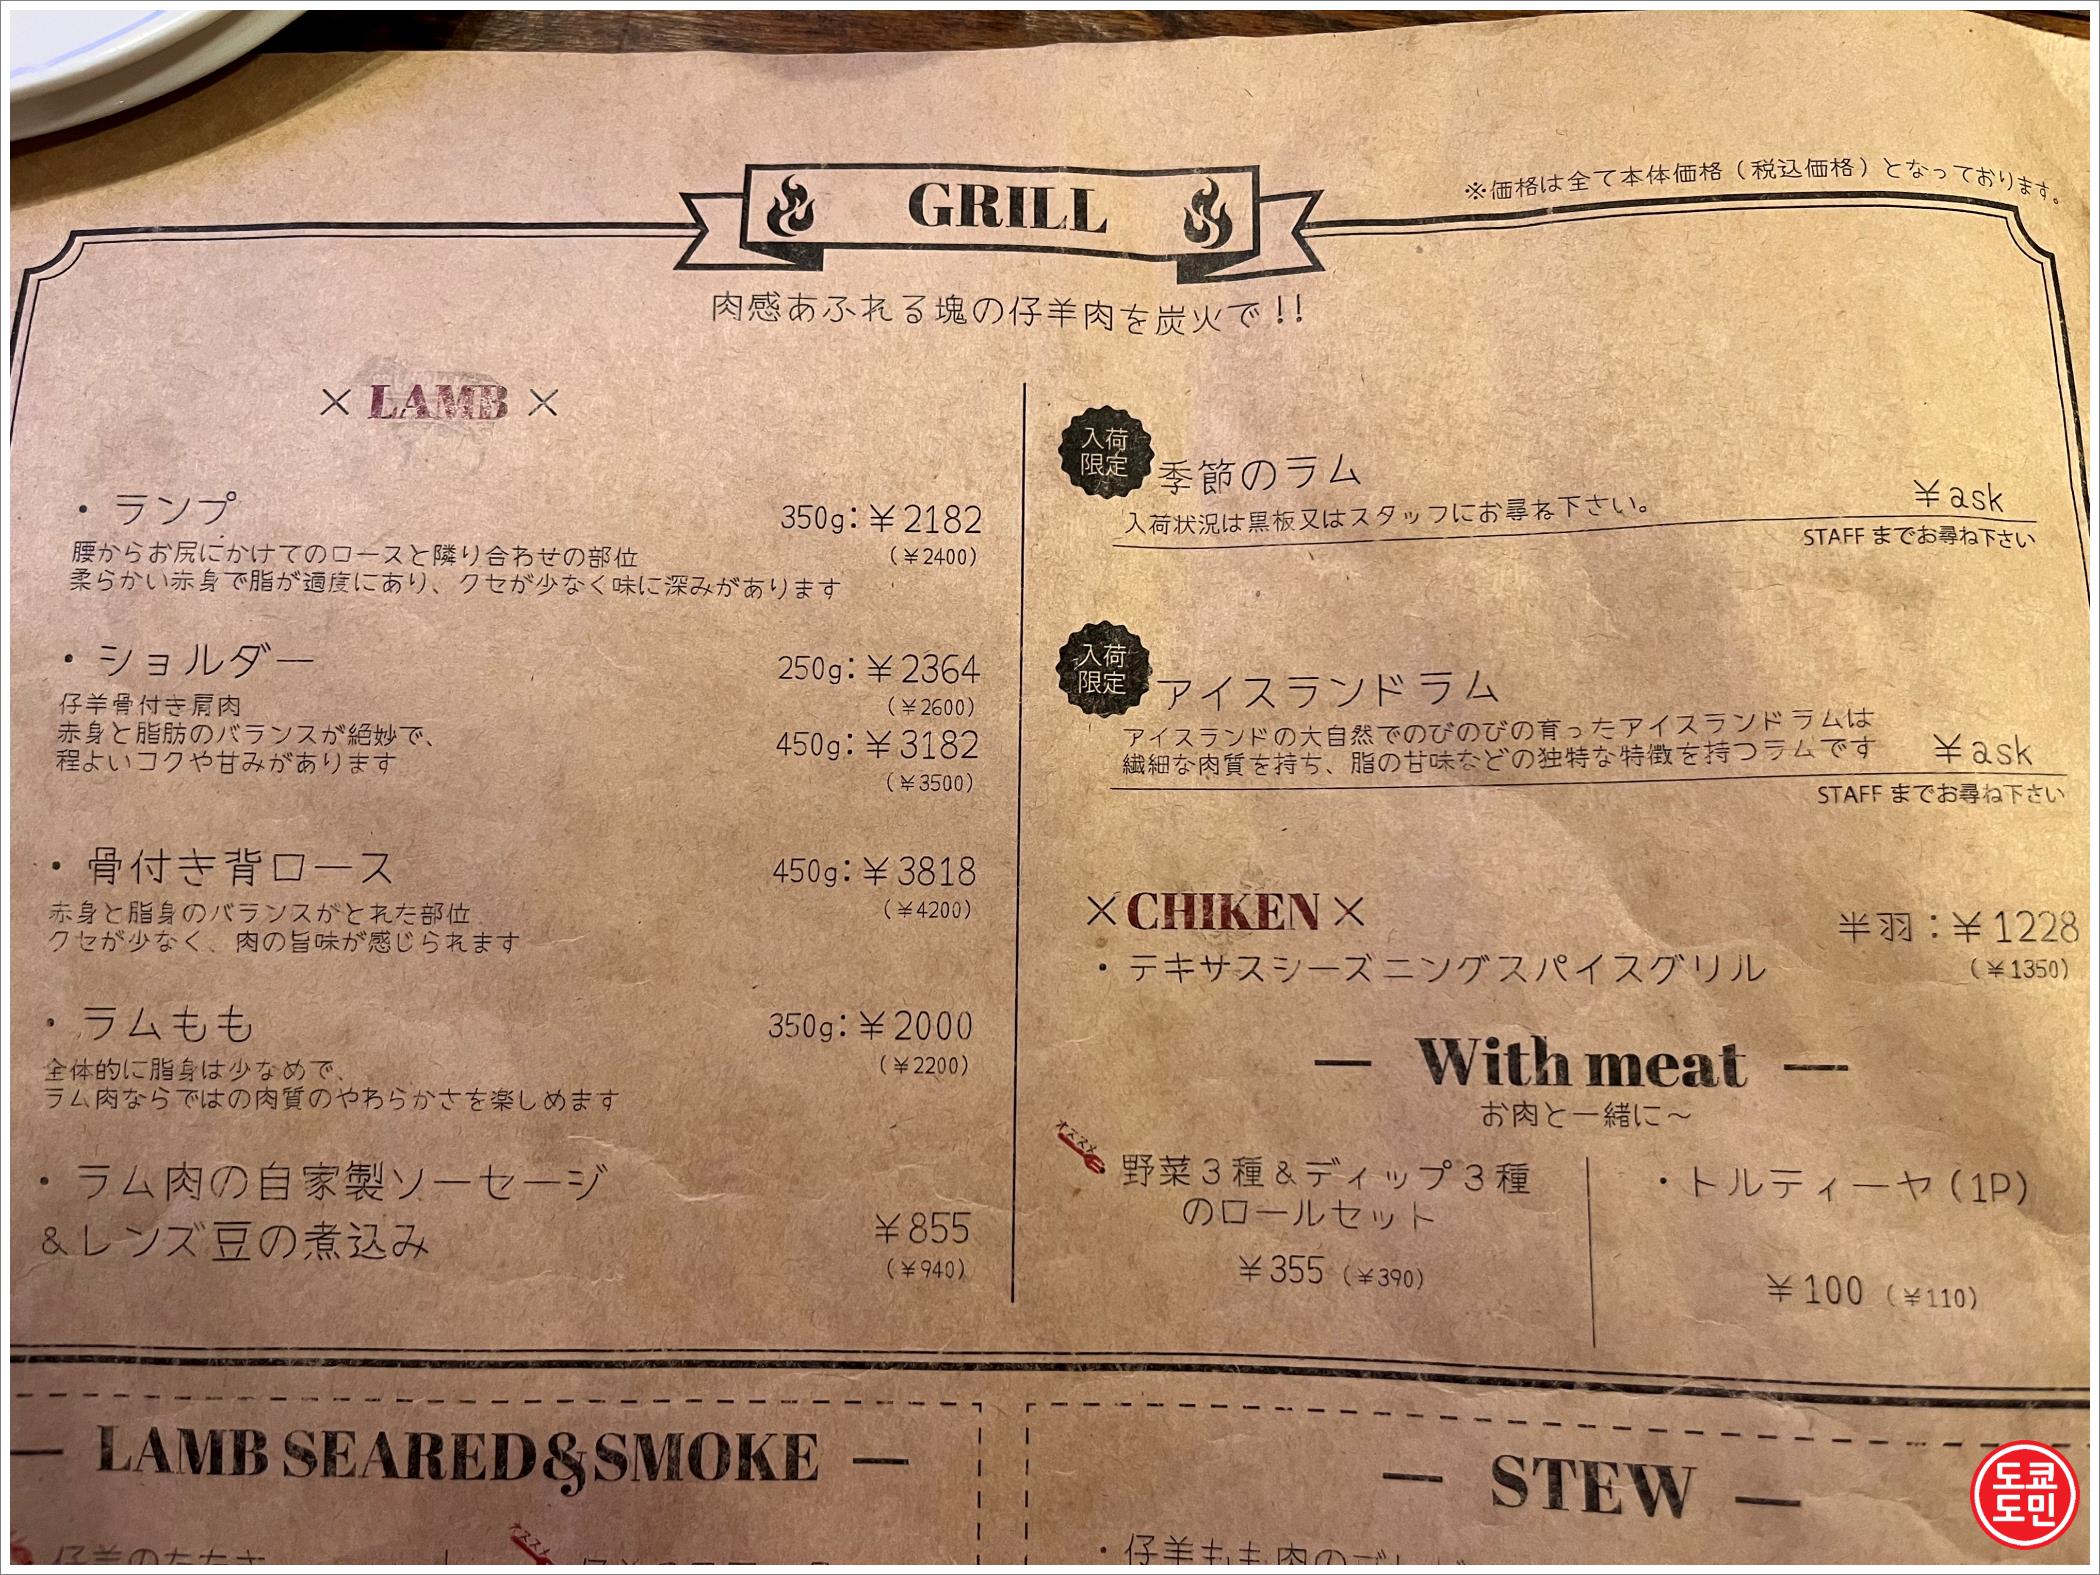 GRILL
※価格は全て本体価格（税込価格）となっております。
肉感あふれる塊の仔羊肉を炭火で!!
× LAMB ×
・ランプ
350g:¥2182
(¥2400)
腰からお尻にかけてのロースと隣り合わせの部位
柔らかい赤身で脂が適度にあり、クセが少なく味に深みがあります
・ショルダー
250g:¥2364
(¥2600)
仔羊骨付き肩肉
赤身と脂肪のバランスが絶妙で、
程よいコクや甘みがあります
450g:¥3182
(¥3500)
・骨付き背ロース
450g:¥3818
(¥4200)
赤身と脂身のバランスがとれた部位
クセが少なく、肉の旨味が感じられます
・ラムもも
350g:¥2000
(¥2200)
全体的に脂身は少なめで、
ラム肉ならではの肉質のやわらかさを楽しめます
・ラム肉の自家製ソーセージ
&レンズ豆の煮込み
¥855
(¥940)
入荷
限定
季節のラム
入荷状況は黒板又はスタッフにお尋ね下さい。
¥ask
STAFF までお尋ね下さい
入荷
限定
アイスランドラム
アイスランドの大自然でのびのびの育ったアイスランドラムは
繊細な肉質を持ち、脂の甘味などの独特な特徴を持つラムです
¥ask
STAFF までお尋ね下さい
×CHIKEN×
半羽:¥1228
・テキサスシーズニングスパイスグリル
(¥1350)
— With meat —
お肉と一緒に～
オススメ
野菜３種＆ディップ３種
のロールセット
¥355 (¥390)
・トルティーヤ(1P)
¥100 (¥110)
— LAMB SEARED&SMOKE —
オススメ
仔羊のたたき
— STEW —
・仔羊もも肉の
도쿄
도민